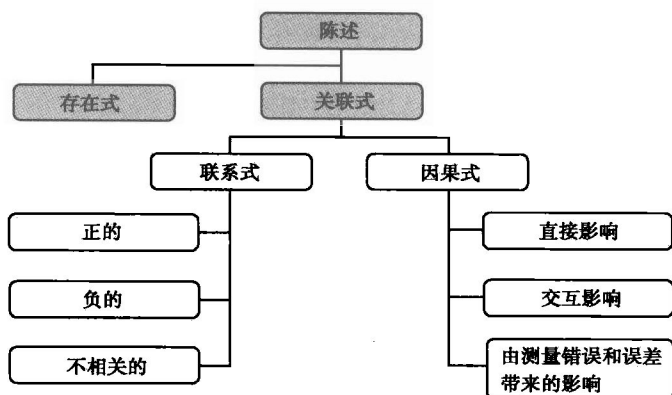 陈述
存在式
关联式
联系式
因果式
正的
直接影响
负的
交互影响
不相关的
由测量错误和误差
带来的影响